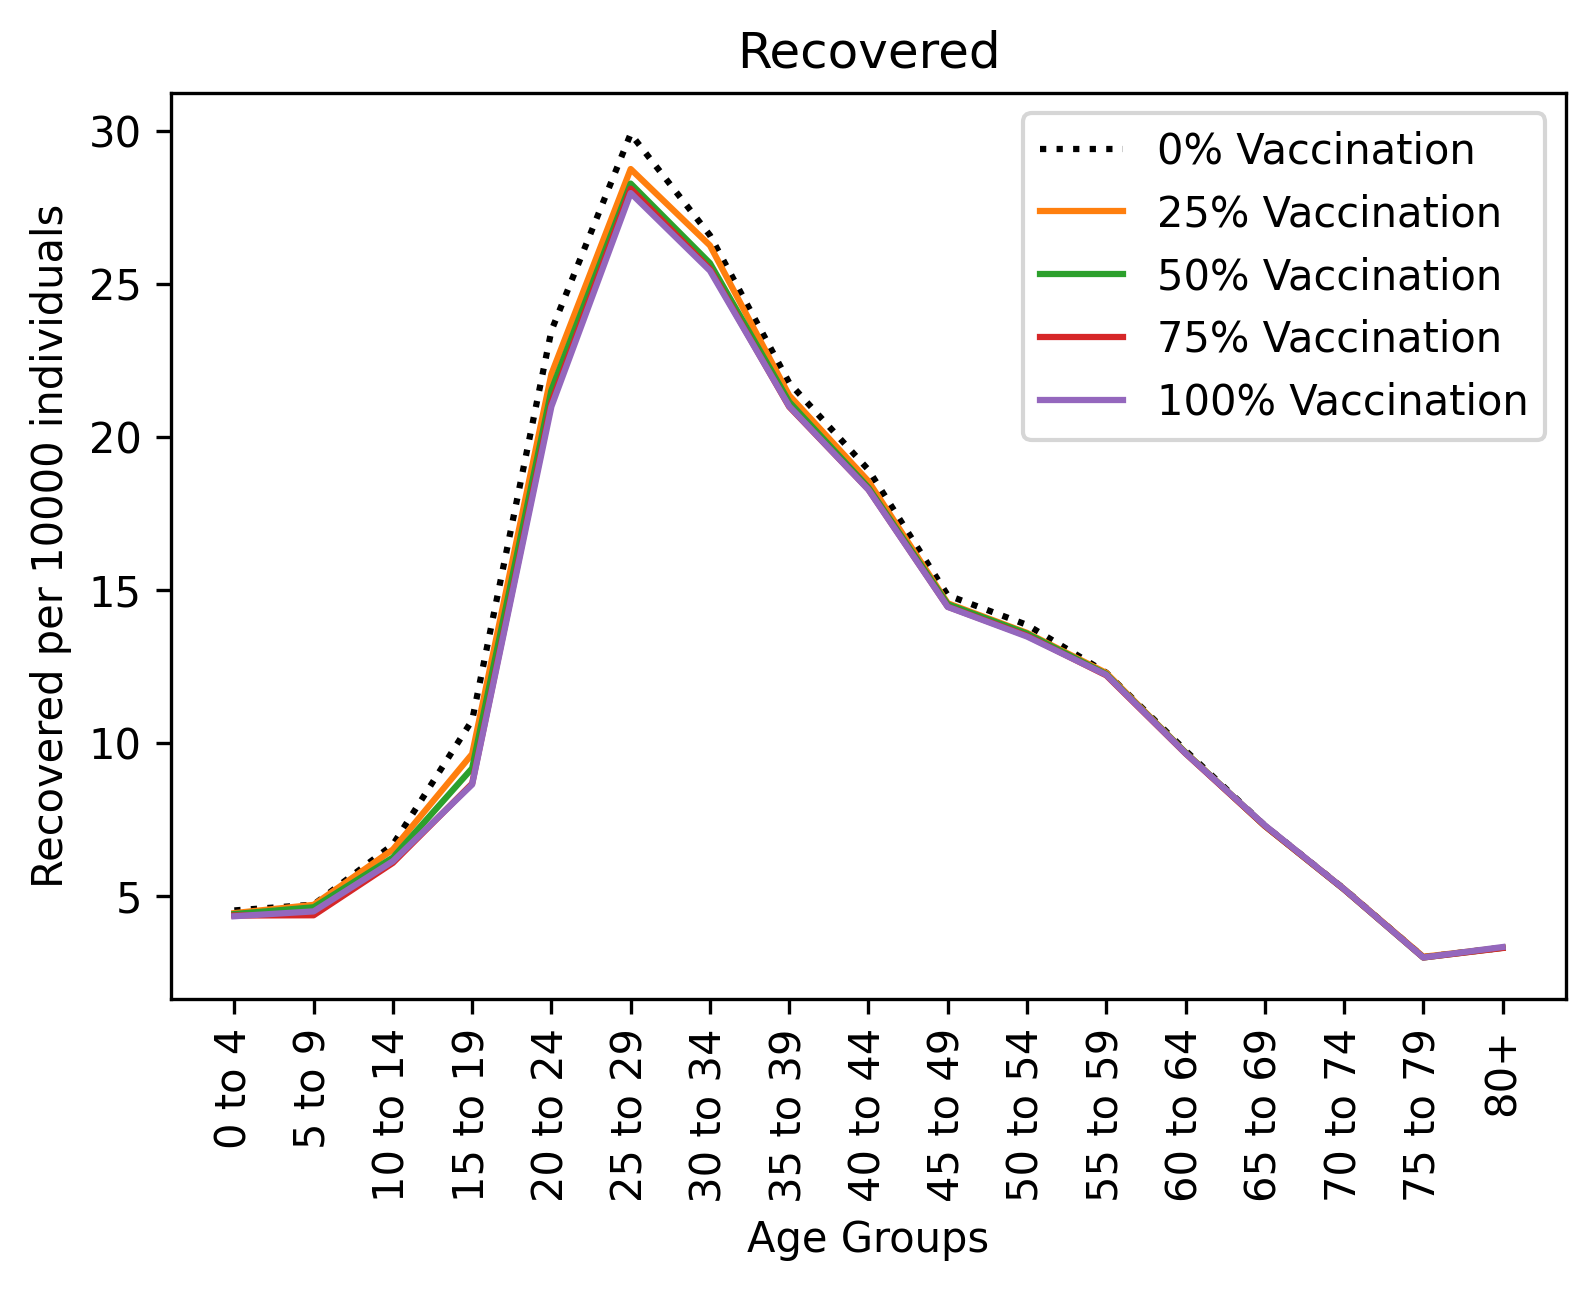 Recovered
30
25
20
15
10
5
Recovered per 10000 individuals
0% Vaccination
25% Vaccination
50% Vaccination
75% Vaccination
100% Vaccination
0 to 4
5 to 9
10 to 14
15 to 19
20 to 24
25 to 29
30 to 34
35 to 39
40 to 44
45 to 49
50 to 54
55 to 59
60 to 64
65 to 69
70 to 74
75 to 79
80+
Age Groups